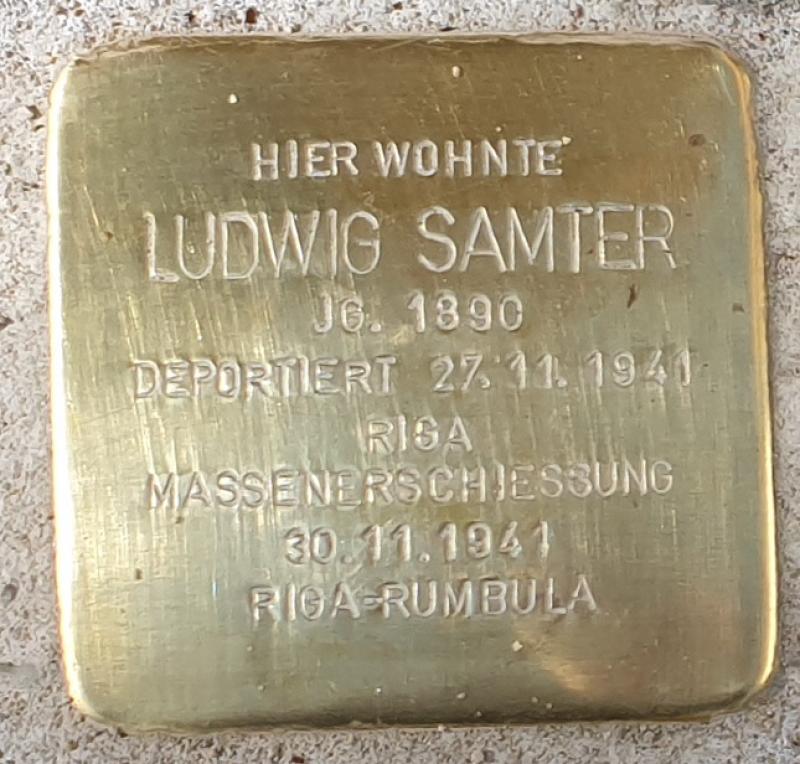 HIER WOHNTE
LUDWIG SAMTER
JG. 1890
DEPORTIERT 27.11.1941
RIGA
MASSENERSCHIESSUNG
30.11.1941
RIGA-RUMBULA